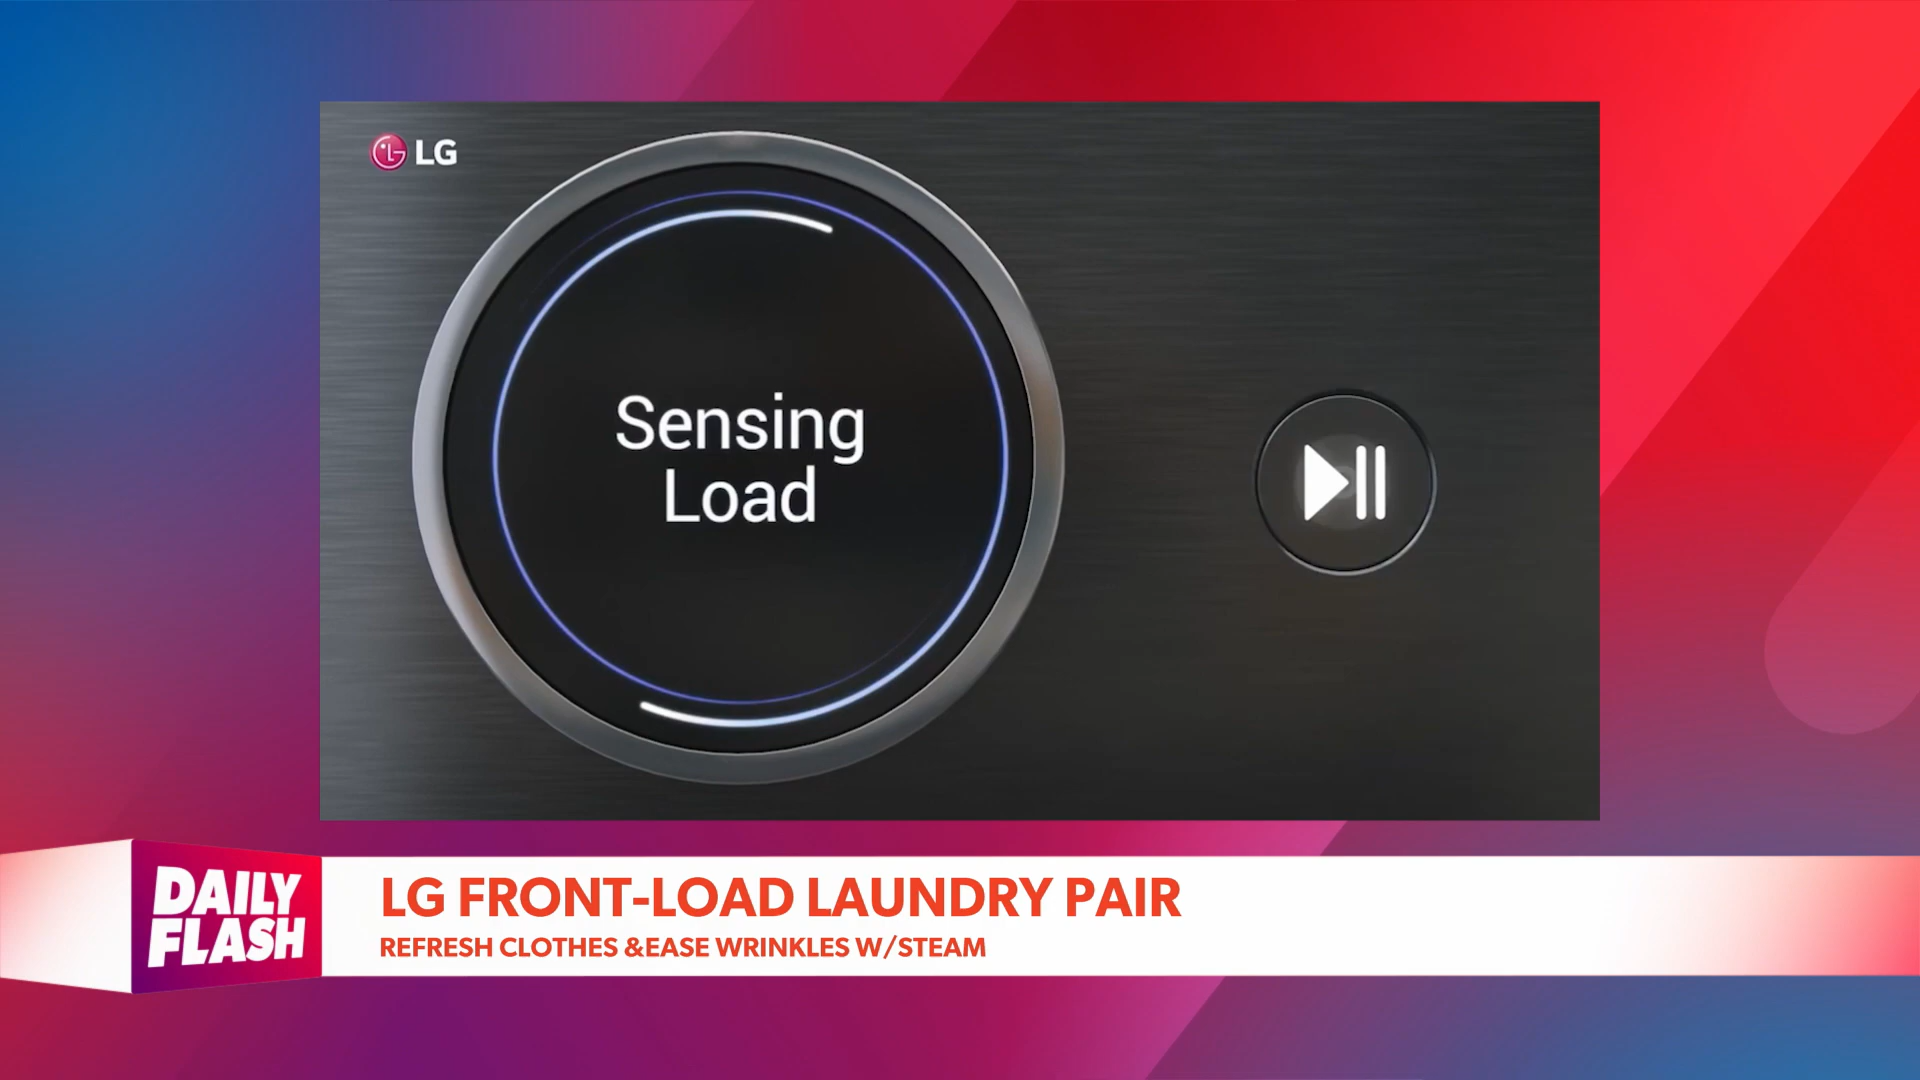 LG
Sensing
Load
DAILY
FLASH
LG FRONT-LOAD LAUNDRY PAIR
REFRESH CLOTHES &EASE WRINKLES W/STEAM